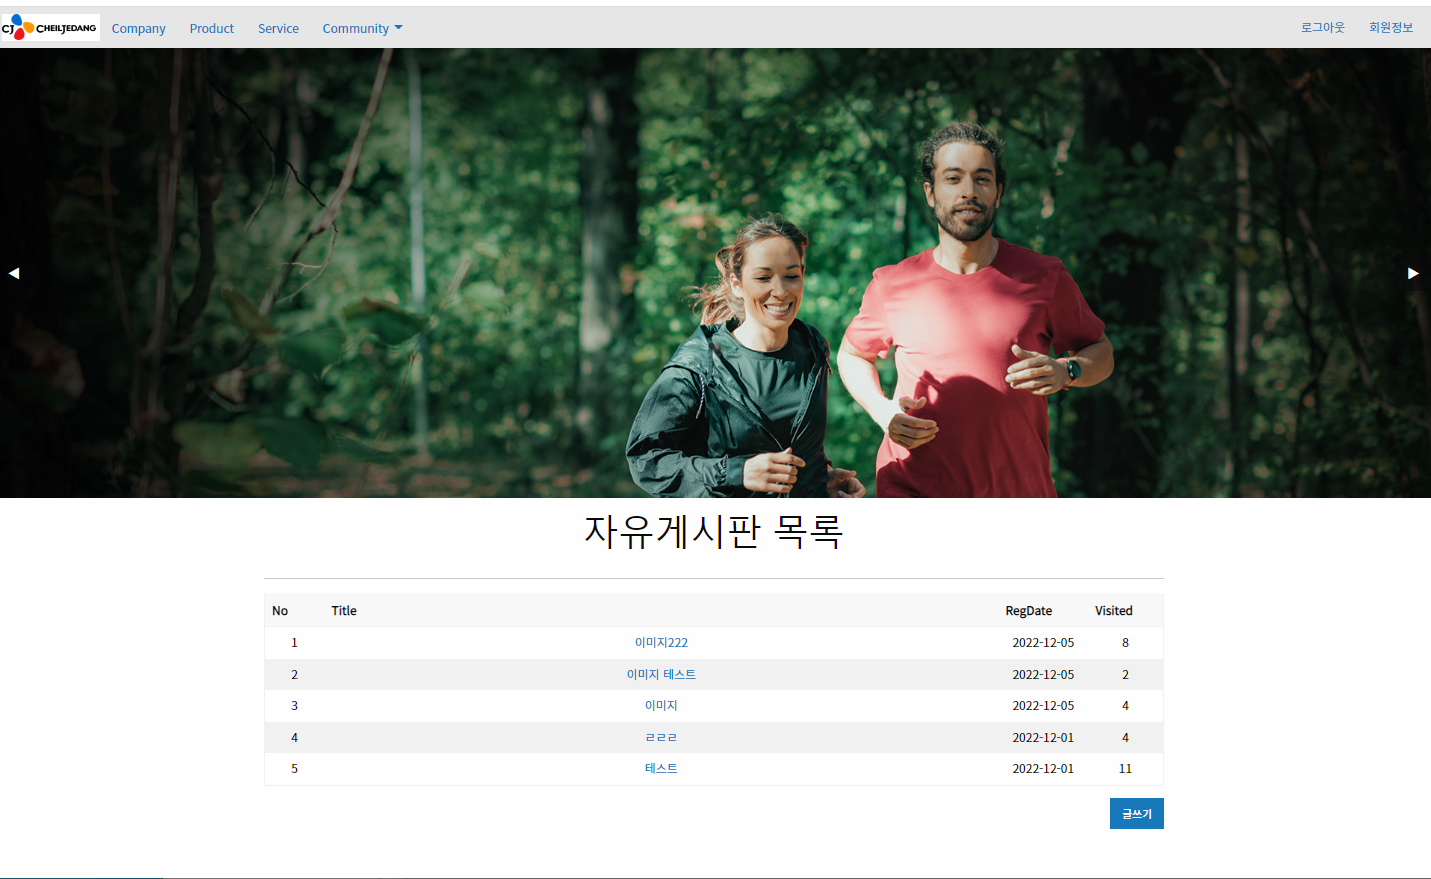 CJ CHEILJEDANG Company Product Service Community 로그아웃 회원정보
자유게시판 목록
No Title RegDate Visited
1 이미지222 2022-12-05 8
2 이미지 테스트 2022-12-05 2
3 이미지 2022-12-05 4
4 ㄹㄹㄹ 2022-12-01 4
5 테스트 2022-12-01 11
글쓰기